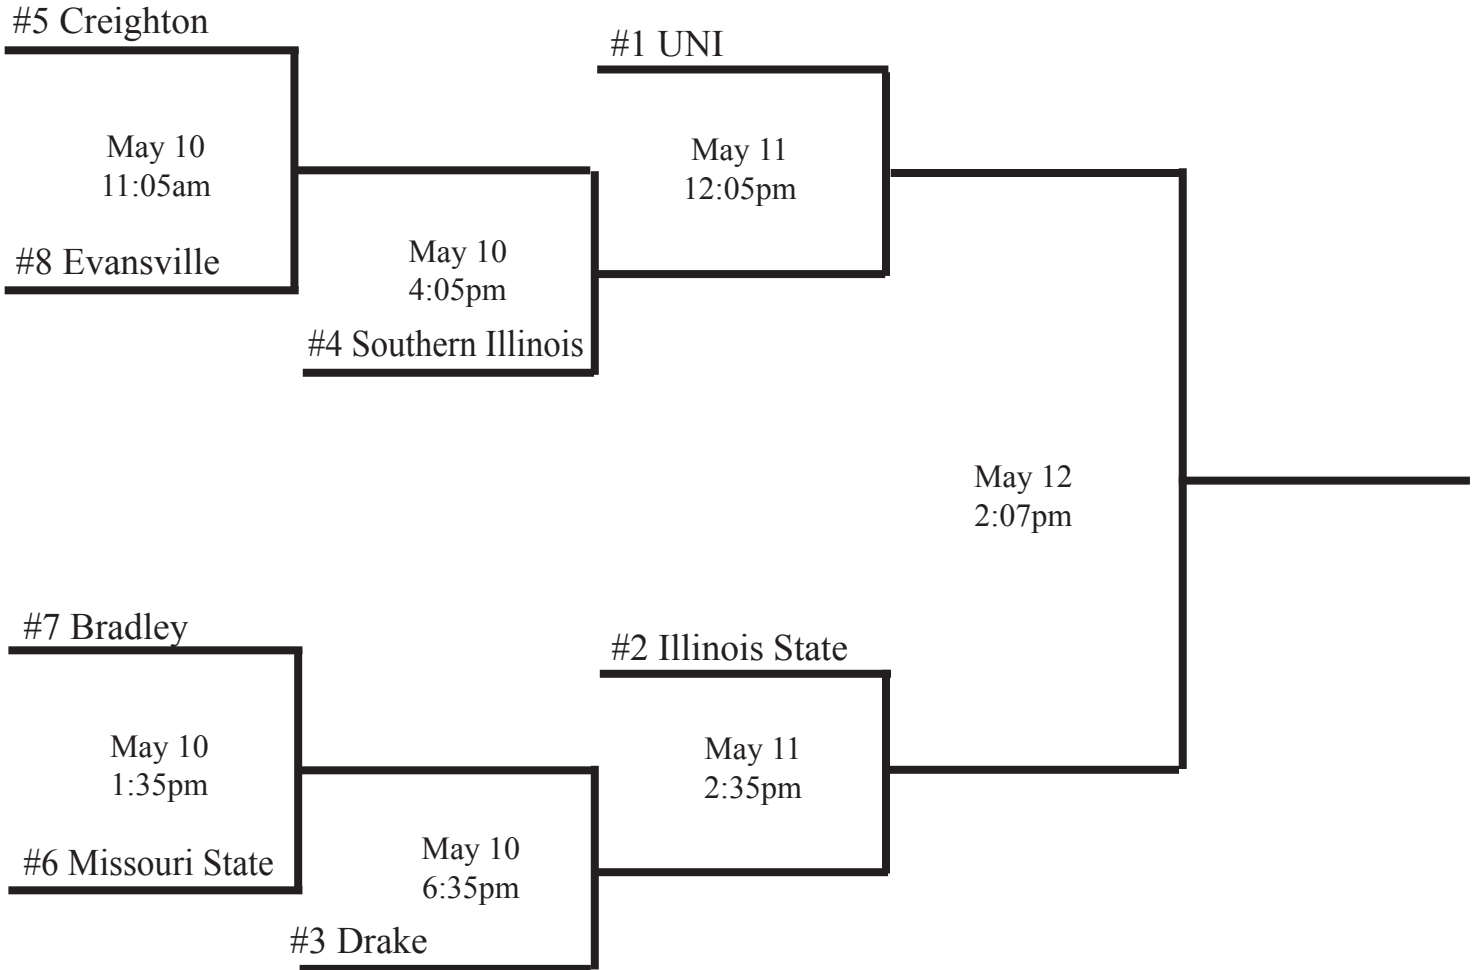 #5 Creighton
#1 UNI
May 10
11:05am
May 11
12:05pm
#8 Evansville
May 10
4:05pm
#4 Southern Illinois
May 12
2:07pm
#7 Bradley
#2 Illinois State
May 10
1:35pm
May 11
2:35pm
#6 Missouri State
May 10
6:35pm
#3 Drake